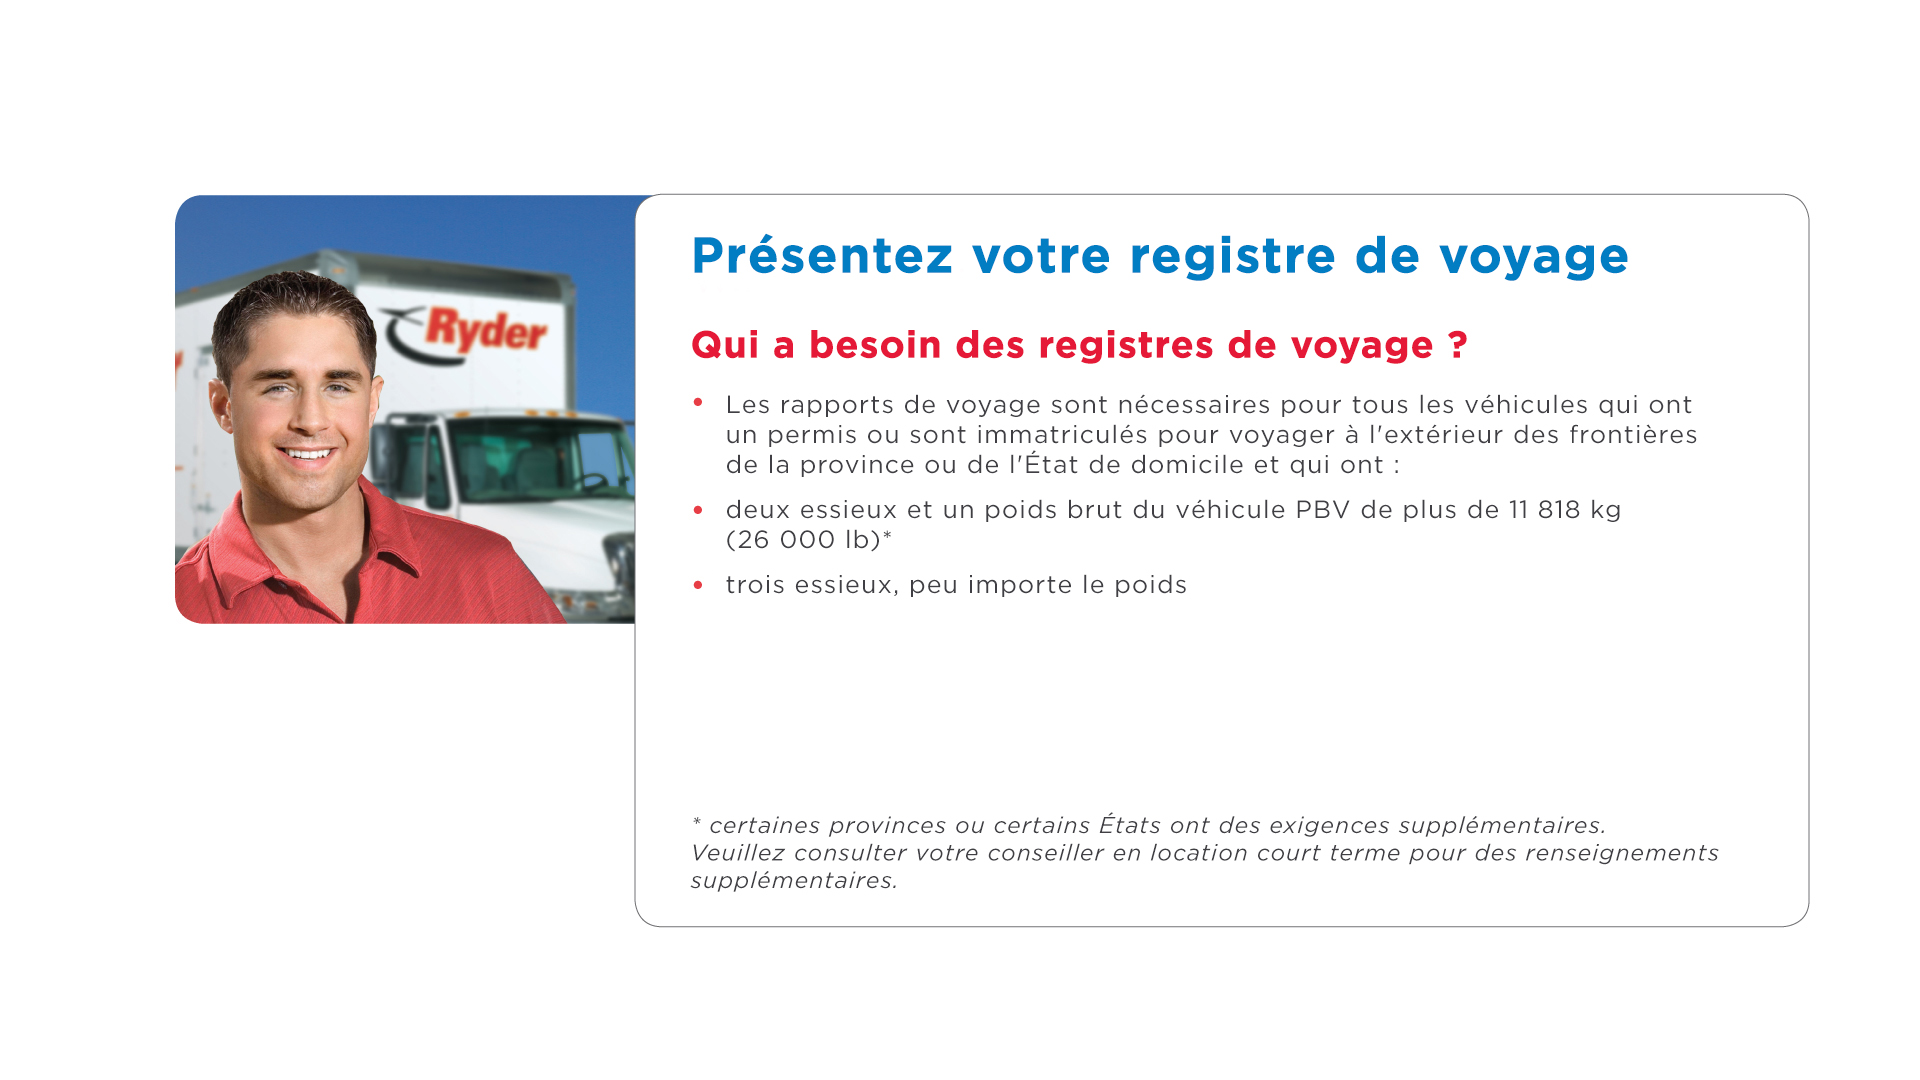 Ryder
Présentez votre registre de voyage
Qui a besoin des registres de voyage ?
• Les rapports de voyage sont nécessaires pour tous les véhicules qui ont
un permis ou sont immatriculés pour voyager à l'extérieur des frontières
de la province ou de l'État de domicile et qui ont :
• deux essieux et un poids brut du véhicule PBV de plus de 11 818 kg
(26 000 lb)*
• trois essieux, peu importe le poids
* certaines provinces ou certains États ont des exigences supplémentaires.
Veuillez consulter votre conseiller en location court terme pour des renseignements
supplémentaires.